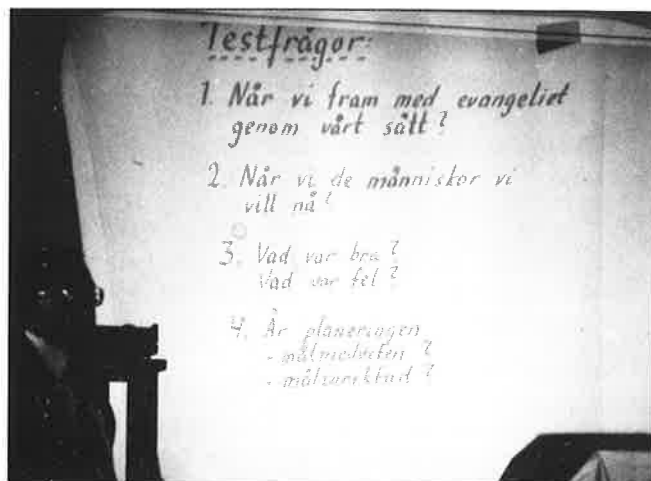 Testfrågor:
1. Når vi fram med evangeliet
genom vårt sätt?
2. Når vi de människor vi
vill nå?
3. Vad var bra?
Vad var fel?
4. Är planeringen
- målmedveten?
- målinriktad?